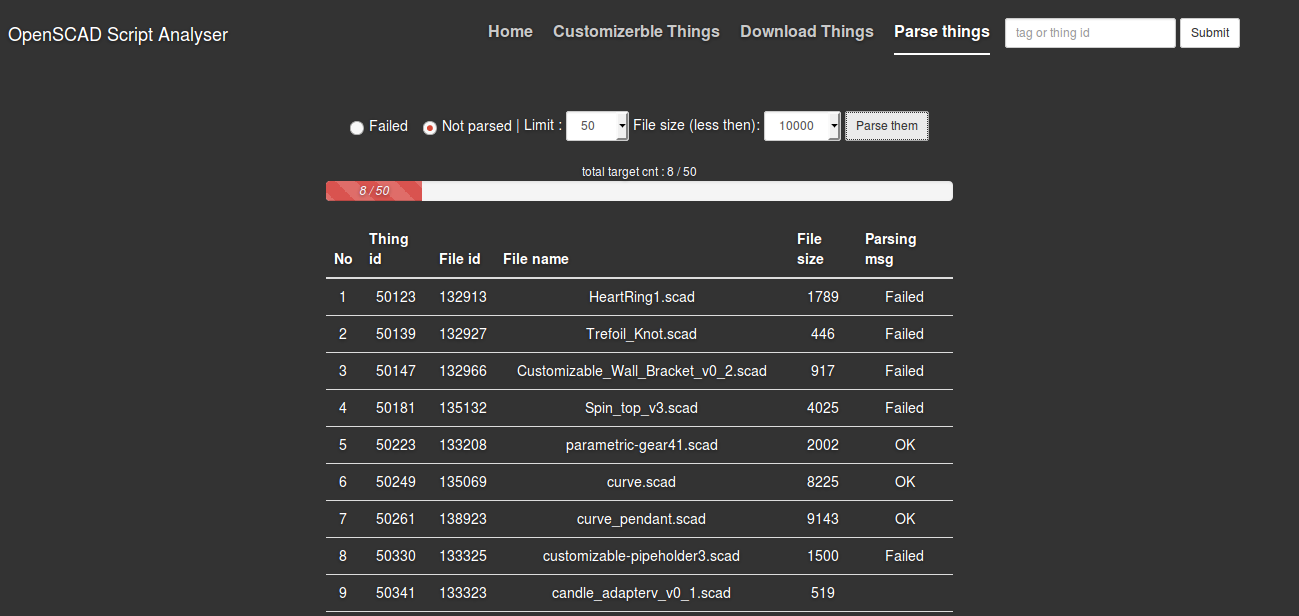 OpenSCAD Script Analyser Home Customizerble Things Download Things Parse things tag or thing id Submit
Failed Not parsed | Limit : 50 File size (less then): 10000 Parse them
total target cnt : 8 / 50
8 / 50
No Thing id File id File name File size Parsing msg
1 50123 132913 HeartRing1.scad 1789 Failed
2 50139 132927 Trefoil_Knot.scad 446 Failed
3 50147 132966 Customizable_Wall_Bracket_v0_2.scad 917 Failed
4 50181 135132 Spin_top_v3.scad 4025 Failed
5 50223 133208 parametric-gear41.scad 2002 OK
6 50249 135069 curve.scad 8225 OK
7 50261 138923 curve_pendant.scad 9143 OK
8 50330 133325 customizable-pipeholder3.scad 1500 Failed
9 50341 133323 candle_adapterv_v0_1.scad 519